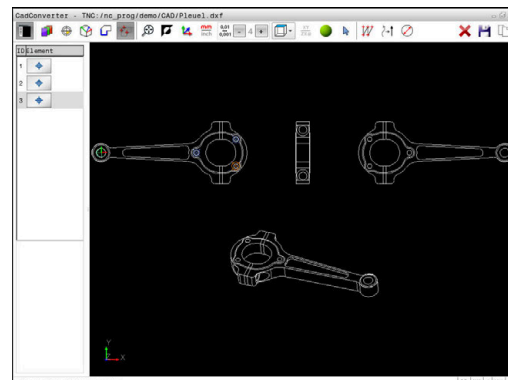 CadConverter - TNC:/nc_prog/demo/CAD/Pleuel.dxf
mm
inch
0,01
0,001
4
ID Element
1
2
3
Y
X